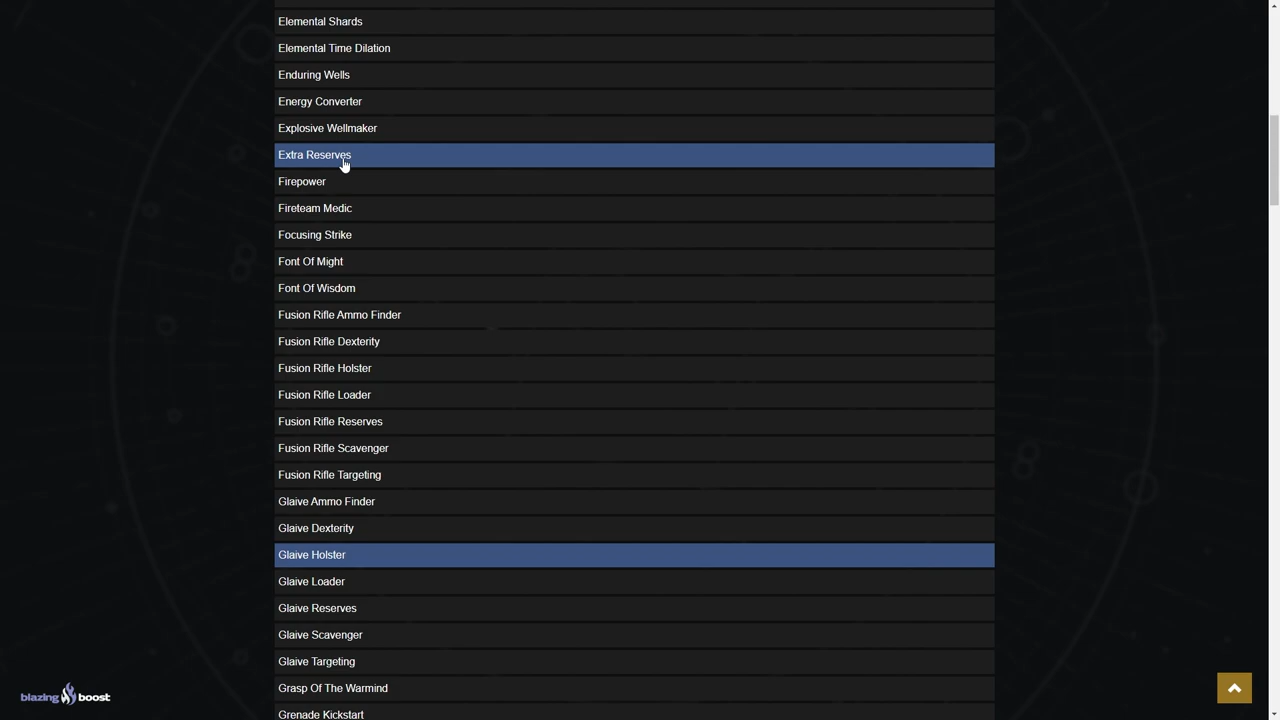 Elemental Shards
Elemental Time Dilation
Enduring Wells
Energy Converter
Explosive Wellmaker
Extra Reserves
Firepower
Fireteam Medic
Focusing Strike
Font Of Might
Font Of Wisdom
Fusion Rifle Ammo Finder
Fusion Rifle Dexterity
Fusion Rifle Holster
Fusion Rifle Loader
Fusion Rifle Reserves
Fusion Rifle Scavenger
Fusion Rifle Targeting
Glaive Ammo Finder
Glaive Dexterity
Glaive Holster
Glaive Loader
Glaive Reserves
Glaive Scavenger
Glaive Targeting
Grasp Of The Warmind
Grenade Kickstart
blazing boost